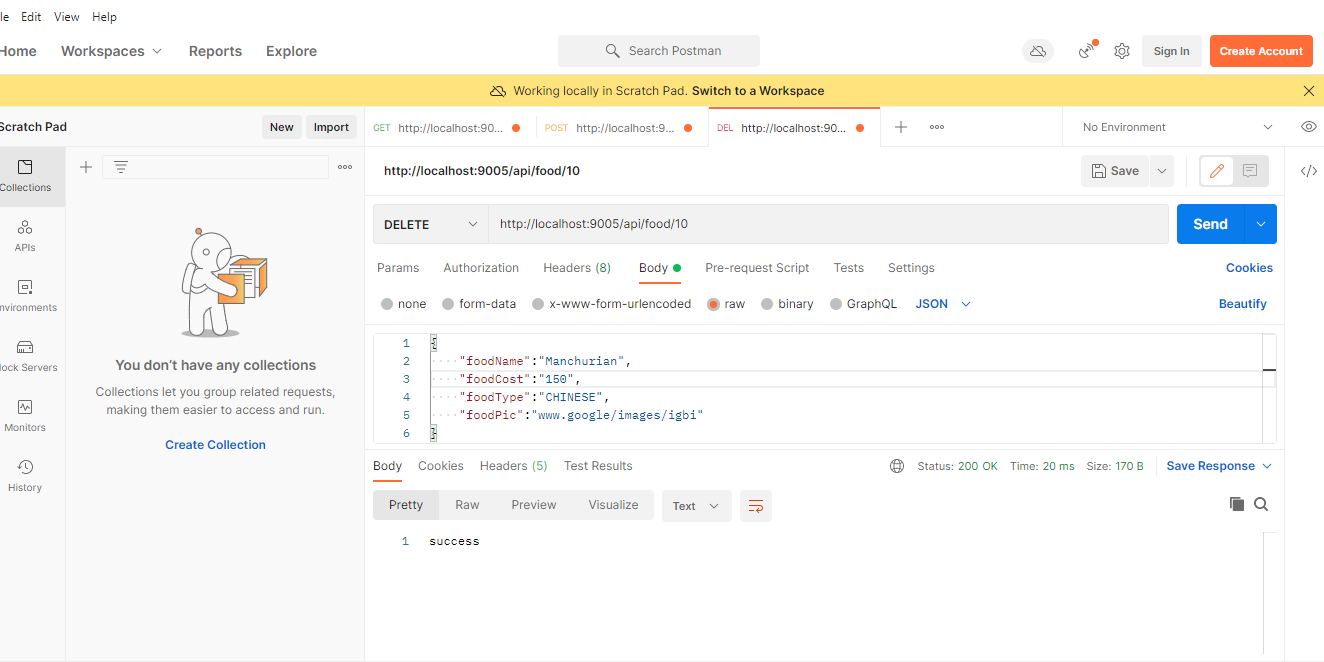 le Edit View Help
Home Workspaces Reports Explore Search Postman Sign In Create Account
Working locally in Scratch Pad. Switch to a Workspace
Scratch Pad New Import GET http://localhost:90... POST http://localhost:9... DEL http://localhost:90... No Environment
http://localhost:9005/api/food/10 Save
Collections
DELETE http://localhost:9005/api/food/10 Send
APIs
Params Authorization Headers (8) Body Pre-request Script Tests Settings Cookies
nvironments
none form-data x-www-form-urlencoded raw binary GraphQL JSON Beautify
1 {
2 "foodName":"Manchurian",
3 "foodCost":"150",
4 "foodType":"CHINESE",
5 "foodPic":"www.google/images/igbi"
6 }
You don't have any collections
Collections let you group related requests,
making them easier to access and run.
Create Collection
lock Servers
Monitors
History
Body Cookies Headers (5) Test Results Status: 200 OK Time: 20 ms Size: 170 B Save Response
Pretty Raw Preview Visualize Text
1 success